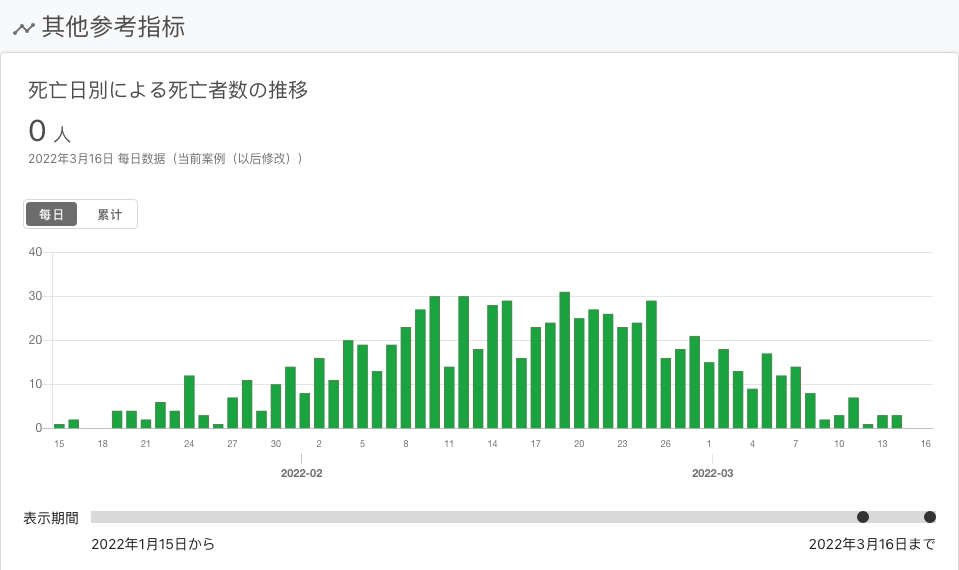 其他参考指标
死亡日別による死亡者数の推移
0 人
2022年3月16日 每日数据（当前案例（以后修改））
每日 累计
40
30
20
10
0
15 18 21 24 27 30 2 5 8 11 14 17 20 23 26 1 4 7 10 13 16
2022-02 2022-03
表示期間
2022年1月15日から 2022年3月16日まで